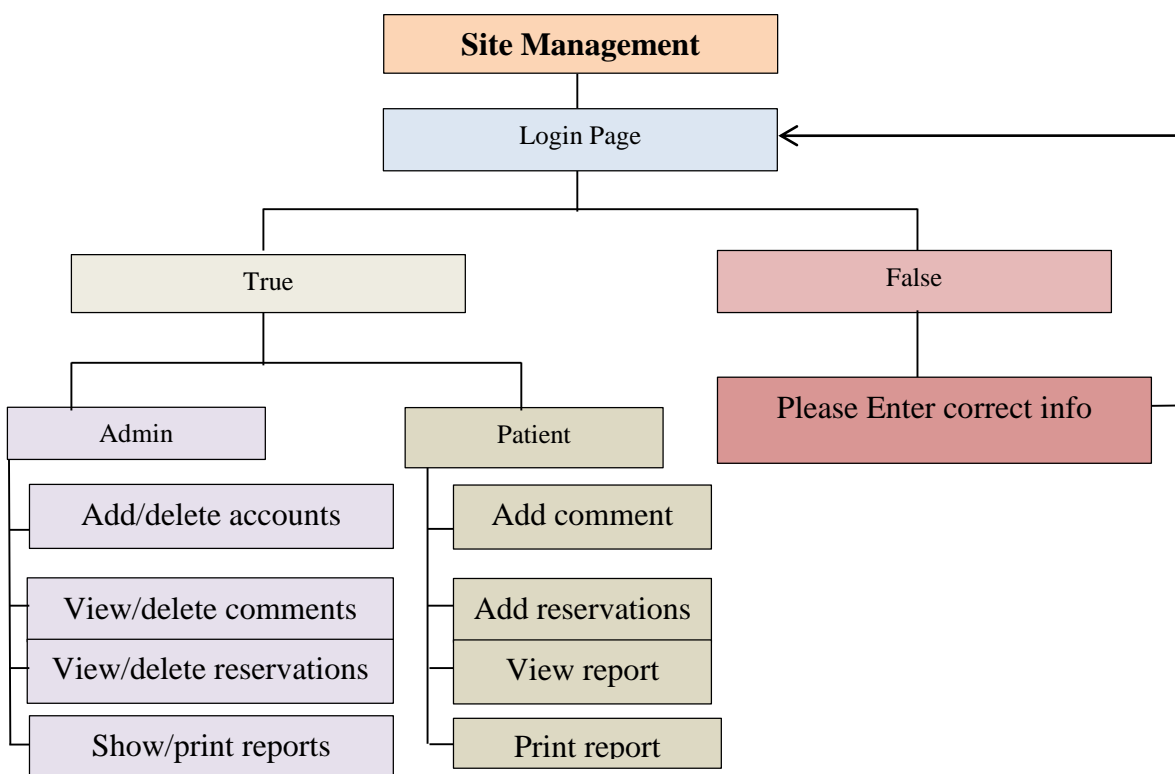 Site Management
Login Page
True
False
Please Enter correct info
Admin
Patient
Add/delete accounts
Add comment
View/delete comments
Add reservations
View/delete reservations
View report
Show/print reports
Print report